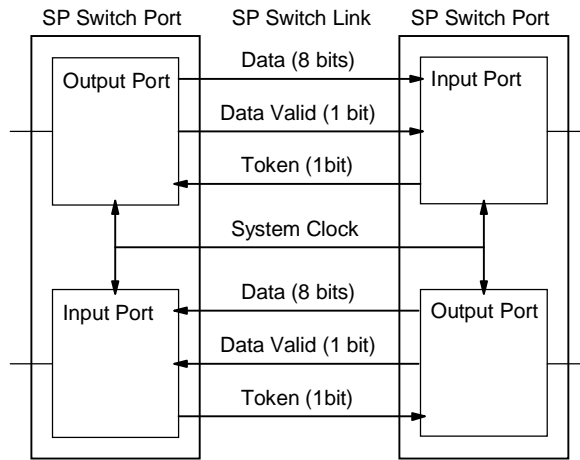 SP Switch Port SP Switch Link SP Switch Port
Output Port
Data (8 bits)
Input Port
Data Valid (1 bit)
Token (1bit)
System Clock
Input Port
Data (8 bits)
Output Port
Data Valid (1 bit)
Token (1bit)